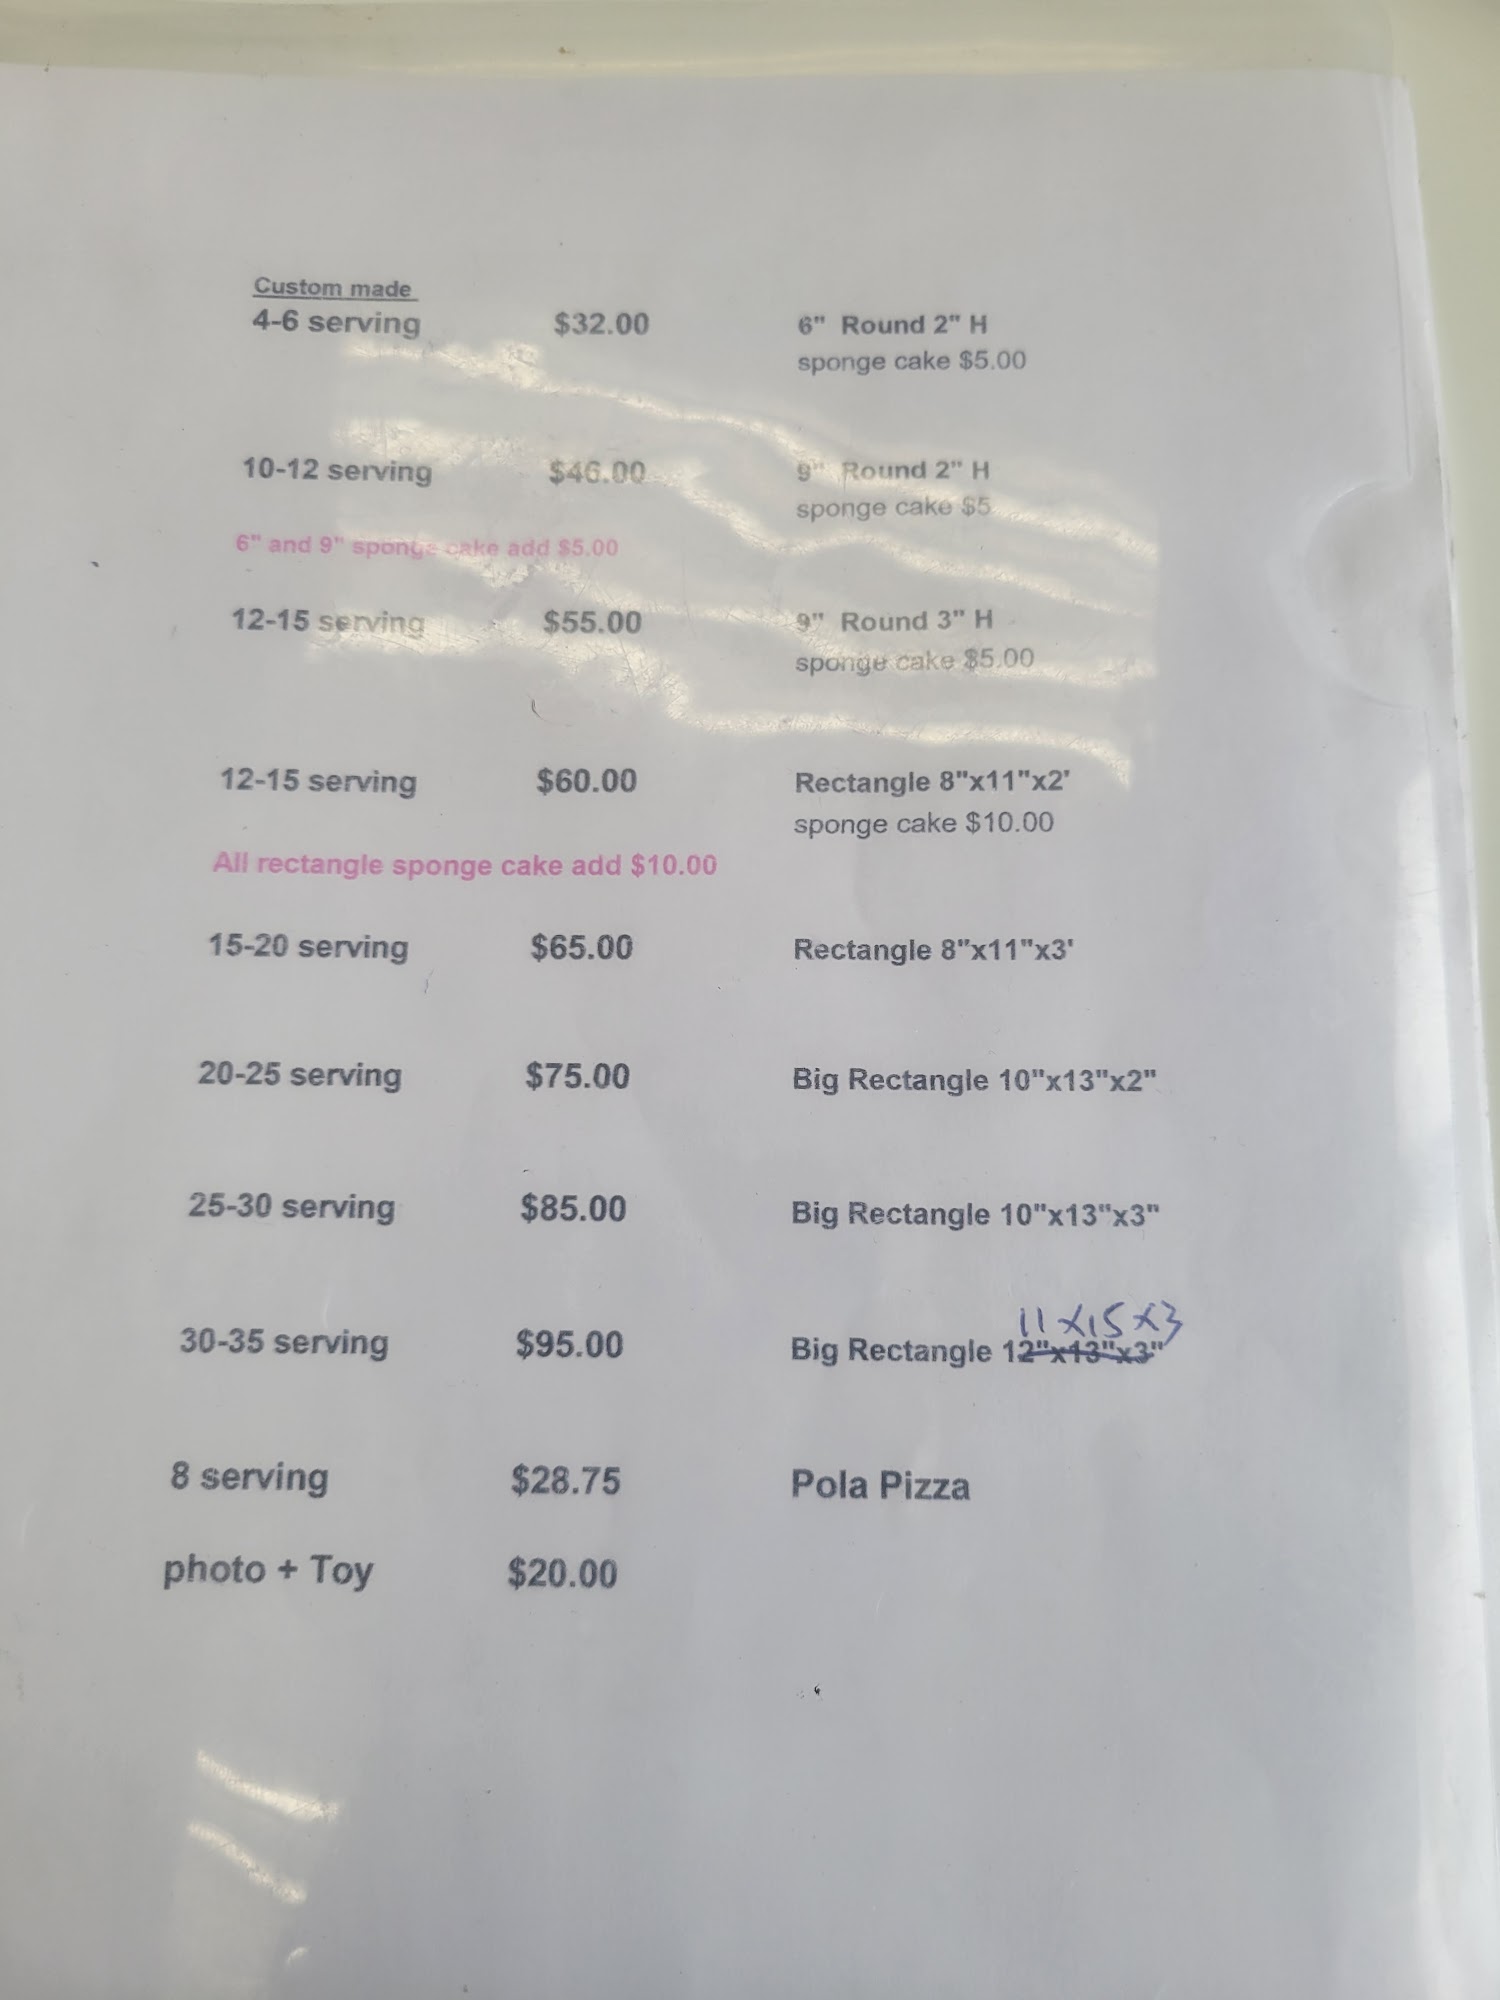 Custom made
4-6 serving $32.00 6" Round 2" H
sponge cake $5.00
10-12 serving $46.00 9" Round 2" H
sponge cake $5
6" and 9" sponge cake add $5.00
12-15 serving $55.00 9" Round 3" H
sponge cake $5.00
12-15 serving $60.00 Rectangle 8"x11"x2'
sponge cake $10.00
All rectangle sponge cake add $10.00
15-20 serving $65.00 Rectangle 8"x11"x3'
20-25 serving $75.00 Big Rectangle 10"x13"x2"
25-30 serving $85.00 Big Rectangle 10"x13"x3"
11x15x3
30-35 serving $95.00 Big Rectangle 12"x13"x3"
8 serving $28.75 Pola Pizza
photo + Toy $20.00